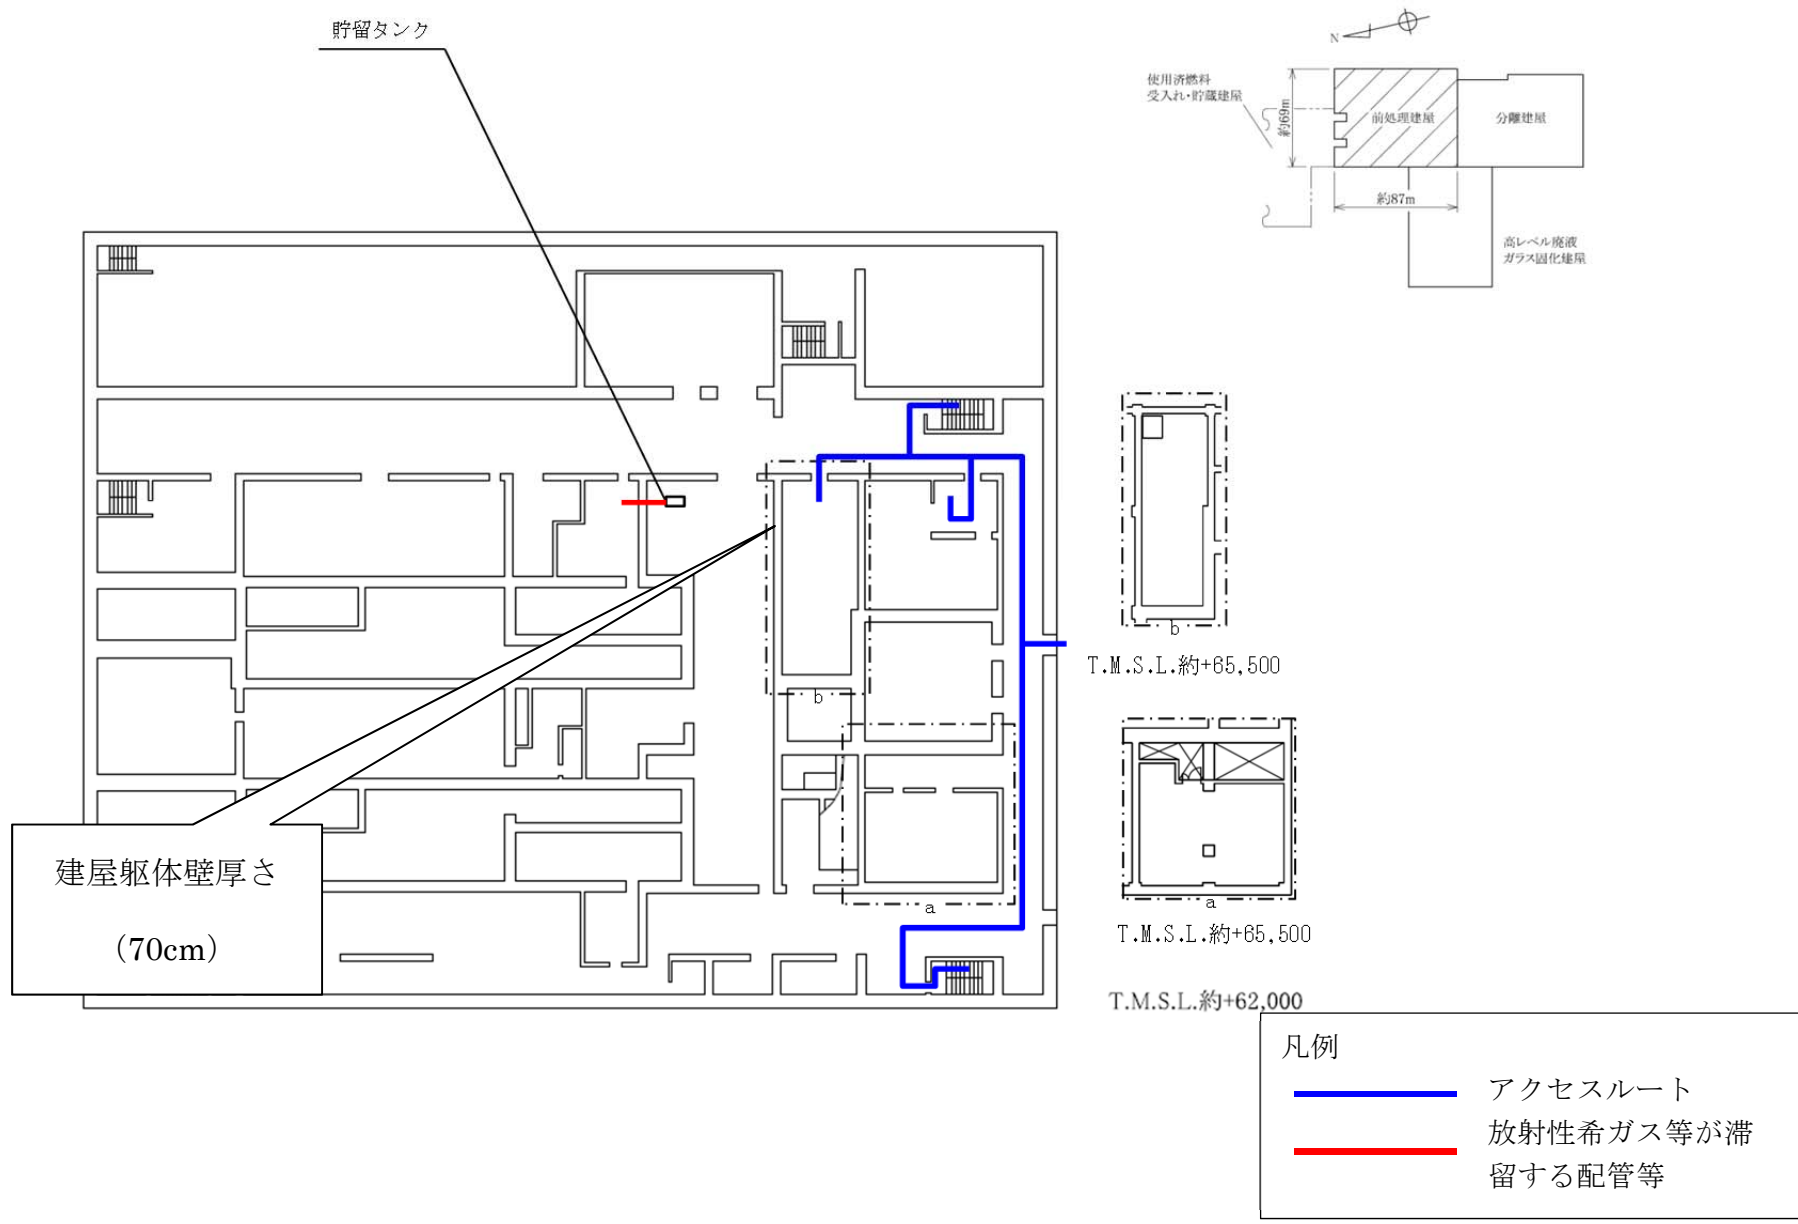 貯留タンク
N
使用済燃料
受入れ・貯蔵建屋
約69m
前処理建屋
分離建屋
約87m
高レベル廃液
ガラス固化建屋
b
T.M.S.L.約+65,500
b
a
a
T.M.S.L.約+65,500
建屋躯体壁厚さ
（70cm）
T.M.S.L.約+62,000
凡例
アクセスルート
放射性希ガス等が滞
留する配管等